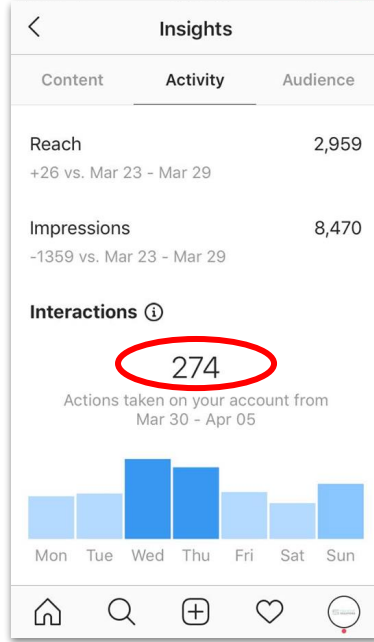 Insights
Content Activity Audience
Reach 2,959
+26 vs. Mar 23 - Mar 29
Impressions 8,470
-1359 vs. Mar 23 - Mar 29
Interactions
274
Actions taken on your account from
Mar 30 - Apr 05
Mon Tue Wed Thu Fri Sat Sun